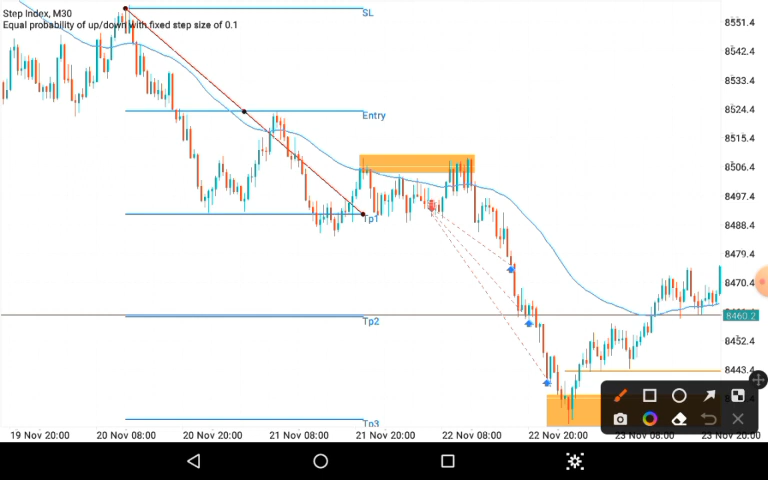 Step Index, M30
Equal probability of up/down with fixed step size of 0.1
SL
Entry
Tp1
Tp2
Tp3
8551.4
8542.4
8533.4
8524.4
8515.4
8506.4
8497.4
8488.4
8479.4
8470.4
8460.2
8452.4
8443.4
19 Nov 20:00
20 Nov 08:00
20 Nov 20:00
21 Nov 08:00
21 Nov 20:00
22 Nov 08:00
22 Nov 20:00
23 Nov 08:00
23 Nov 20:00